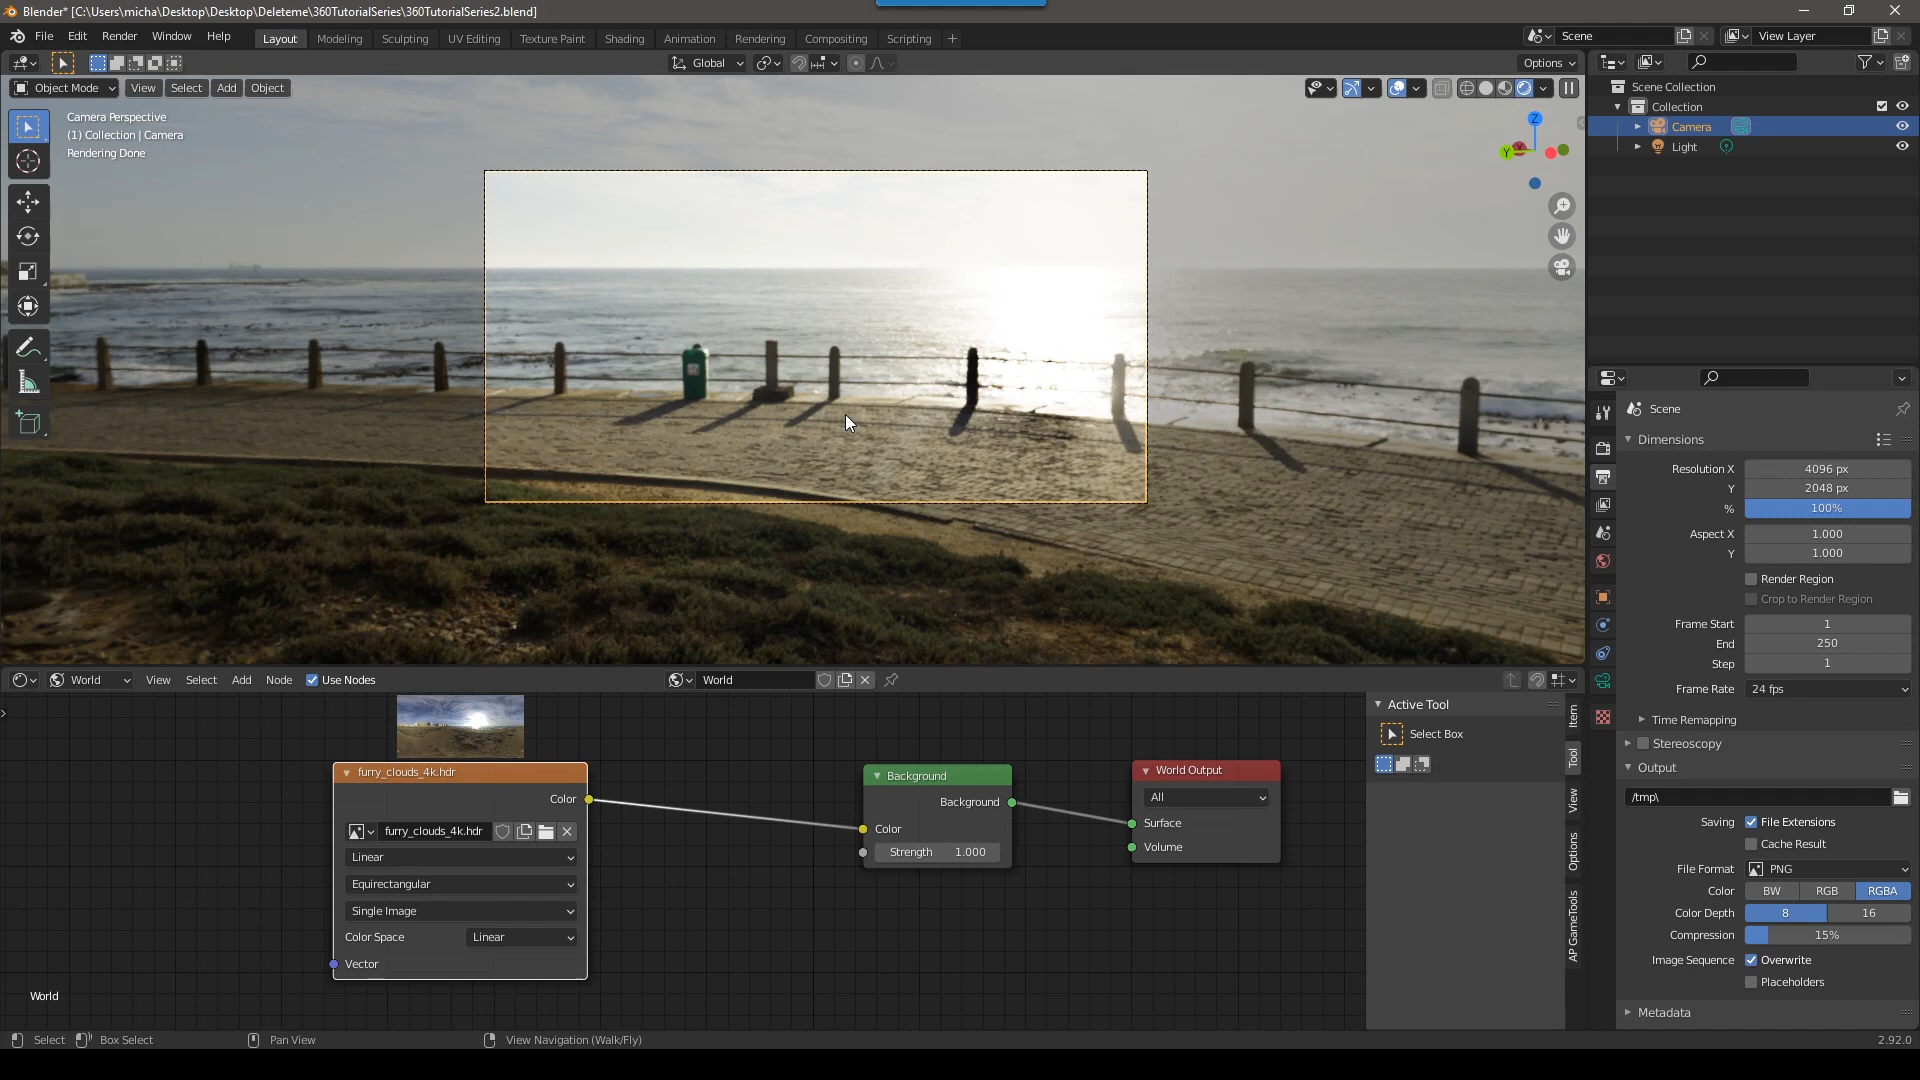 Blender* [C:\Users\micha\Desktop\Desktop\Deleteme\360TutorialSeries\360TutorialSeries2.blend]
File Edit Render Window Help Layout Modeling Sculpting UV Editing Texture Paint Shading Animation Rendering Compositing Scripting + Scene View Layer
Global Options
Object Mode View Select Add Object
Camera Perspective
(1) Collection | Camera
Rendering Done
Z
Y
X
Scene Collection
Collection
Camera
Light
Scene
Dimensions
Resolution X 4096 px
Y 2048 px
% 100%
Aspect X 1.000
Y 1.000
Render Region
Crop to Render Region
Frame Start 1
End 250
Step 1
Frame Rate 24 fps
Time Remapping
Stereoscopy
Output
/tmp\
Saving File Extensions
Cache Result
File Format PNG
Color BW RGB RGBA
Color Depth 8 16
Compression 15%
Image Sequence Overwrite
Placeholders
Metadata
World View Select Add Node Use Nodes World
furry_clouds_4k.hdr
Color
furry_clouds_4k.hdr
Linear
Equirectangular
Single Image
Color Space Linear
Vector
Background
Background
Color
Strength 1.000
World Output
All
Surface
Volume
Active Tool
Select Box
Item
Tool
View
Options
AP GameTools
World
Select Box Select Pan View View Navigation (Walk/Fly) 2.92.0